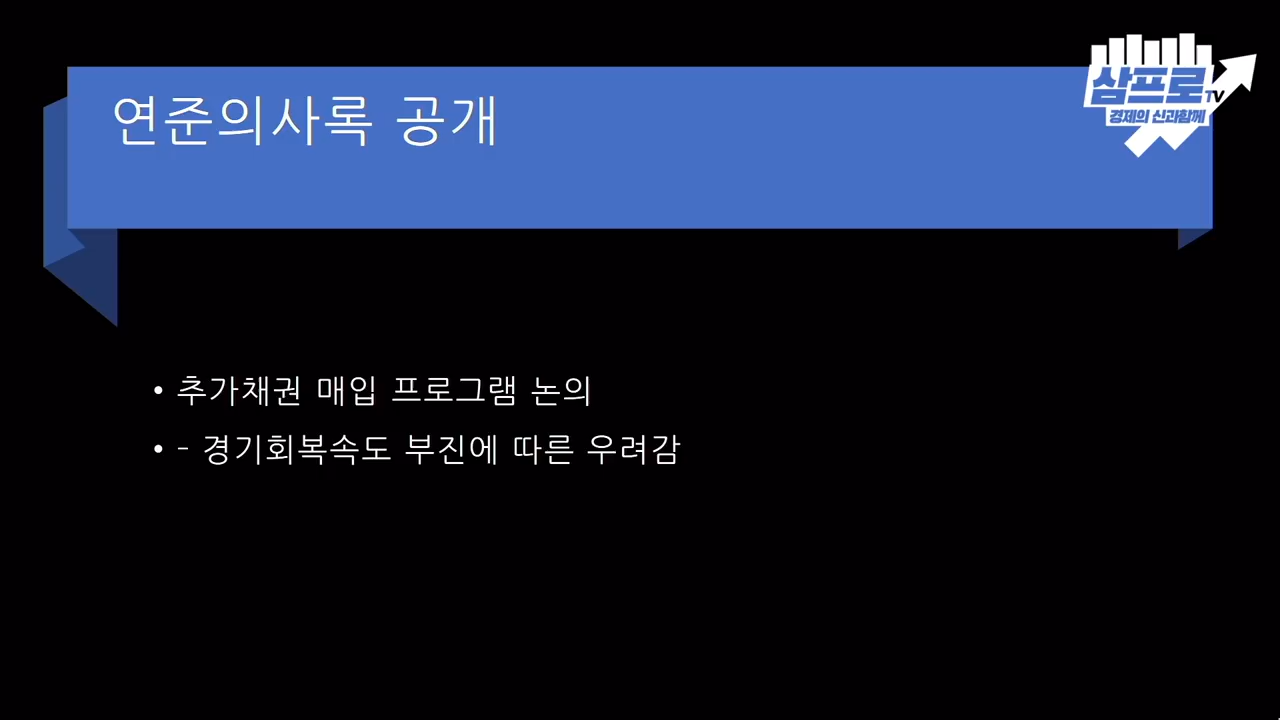 연준의사록 공개
삼프로TV
경제의 신과함께
• 추가채권 매입 프로그램 논의
• - 경기회복속도 부진에 따른 우려감